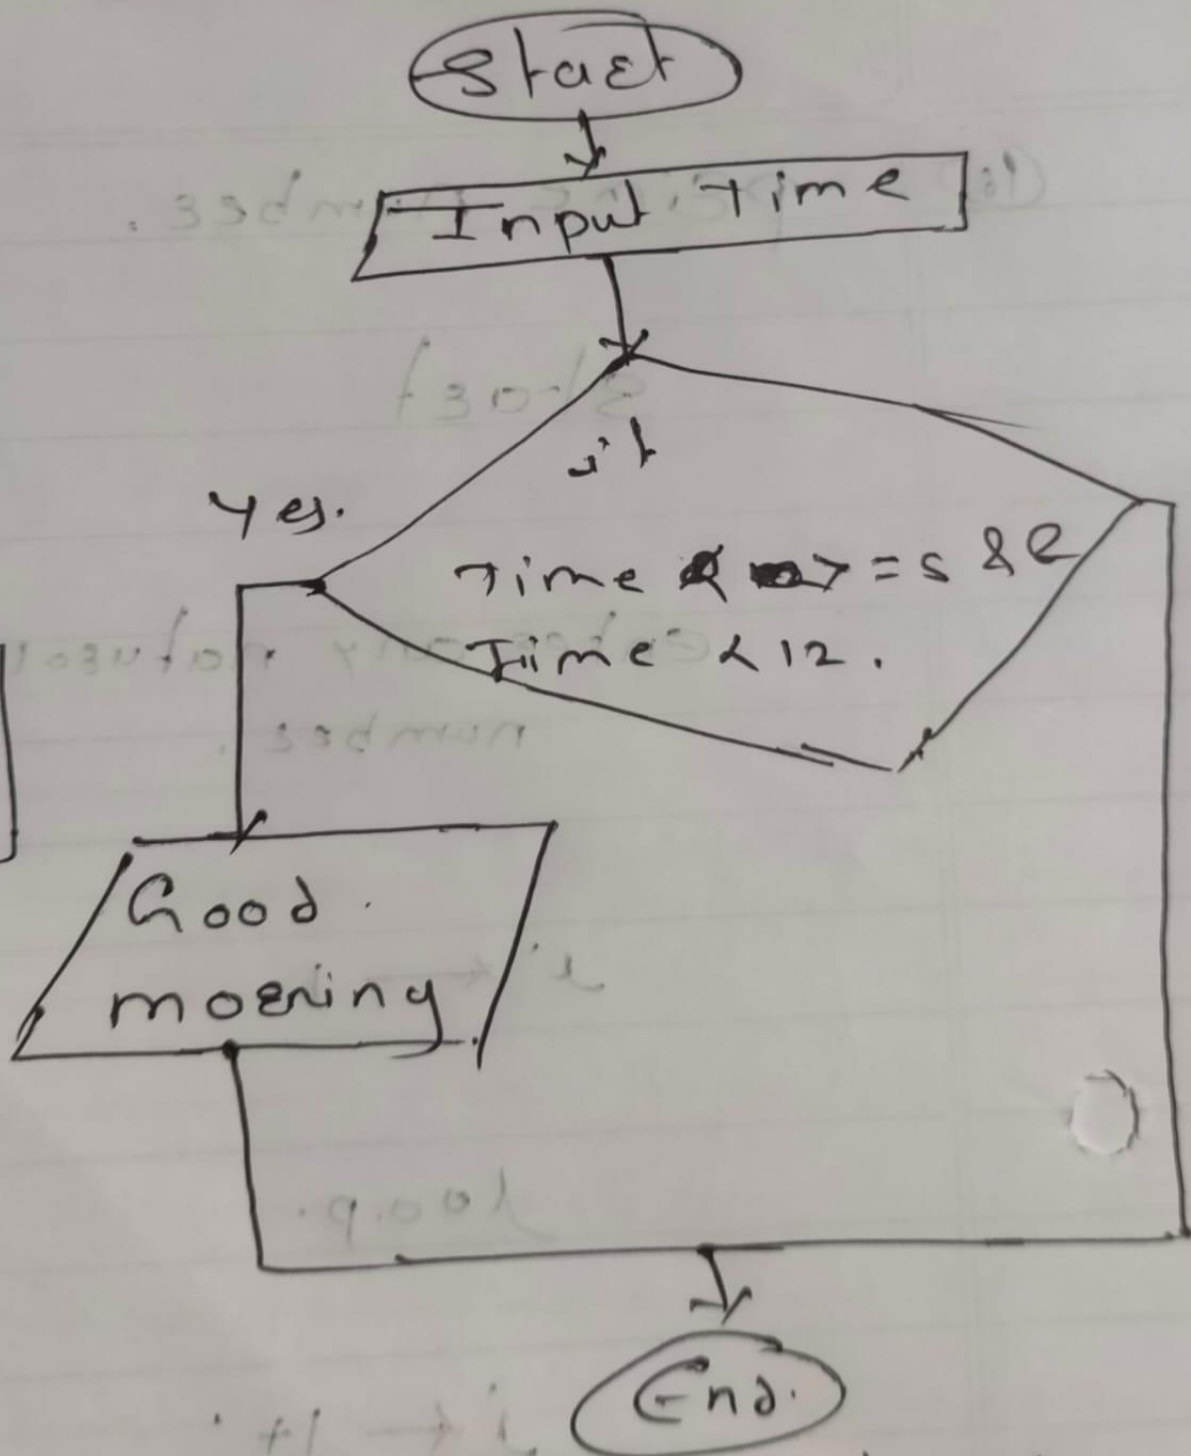 Start
Input Time
if
Yes.
Time >= 5 &&
Time < 12.
Good
morning
End.